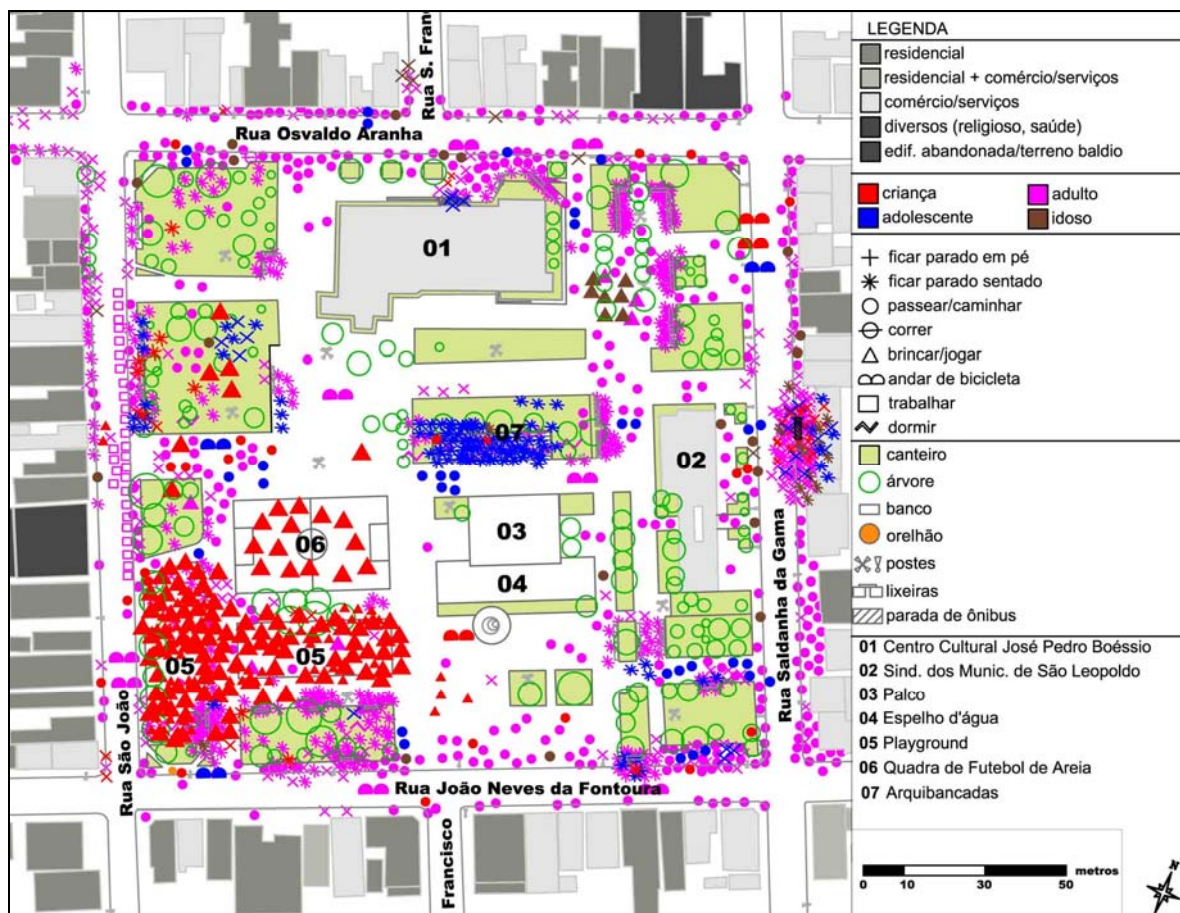 Rua S. Franc
Rua Osvaldo Aranha
01
07
02
03
06
04
05
05
Rua Saldanha da Gama
Rua São João
Rua João Neves da Fontoura
Francisco
LEGENDA
residencial
residencial + comércio/serviços
comércio/serviços
diversos (religioso, saúde)
edif. abandonada/terreno baldio
criança
adulto
adolescente
idoso
ficar parado em pé
ficar parado sentado
passear/caminhar
correr
brincar/jogar
andar de bicicleta
trabalhar
dormir
canteiro
árvore
banco
orelhão
postes
lixeiras
parada de ônibus
01 Centro Cultural José Pedro Boéssio
02 Sind. dos Munic. de São Leopoldo
03 Palco
04 Espelho d'água
05 Playground
06 Quadra de Futebol de Areia
07 Arquibancadas
metros
0 10 30 50
N